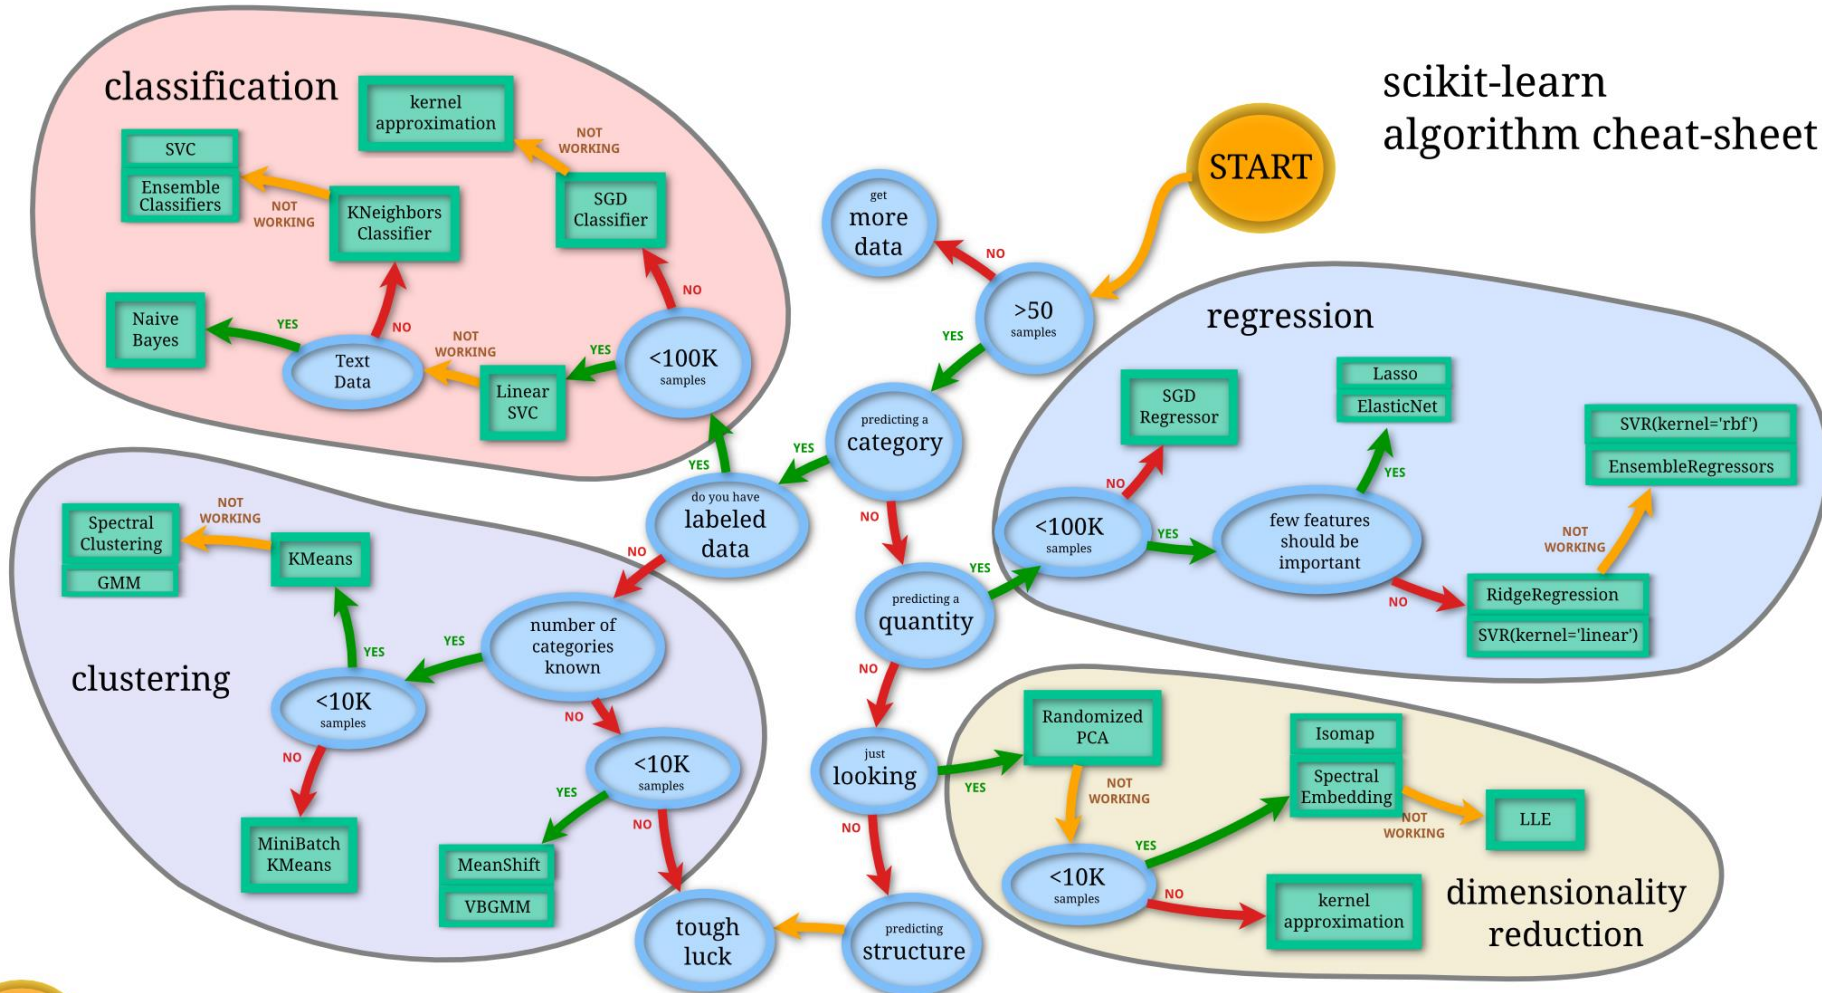 scikit-learn
algorithm cheat-sheet
START
>50
samples
NO
get
more
data
YES
predicting a
category
YES
do you have
labeled
data
YES
NO
NO
predicting a
quantity
YES
NO
just
looking
YES
NO
predicting
structure
tough
luck
classification
<100K
samples
NO
SGD
Classifier
NOT
WORKING
kernel
approximation
YES
Linear
SVC
NOT
WORKING
Text
Data
YES
Naive
Bayes
NO
KNeighbors
Classifier
NOT
WORKING
SVC
Ensemble
Classifiers
clustering
number of
categories
known
YES
<10K
samples
YES
KMeans
NOT
WORKING
Spectral
Clustering
GMM
NO
MiniBatch
KMeans
NO
<10K
samples
YES
MeanShift
VBGMM
NO
regression
<100K
samples
NO
SGD
Regressor
YES
few features
should be
important
YES
Lasso
ElasticNet
NO
RidgeRegression
SVR(kernel='linear')
NOT
WORKING
SVR(kernel='rbf')
EnsembleRegressors
dimensionality
reduction
Randomized
PCA
NOT
WORKING
<10K
samples
YES
Isomap
Spectral
Embedding
NOT
WORKING
LLE
NO
kernel
approximation